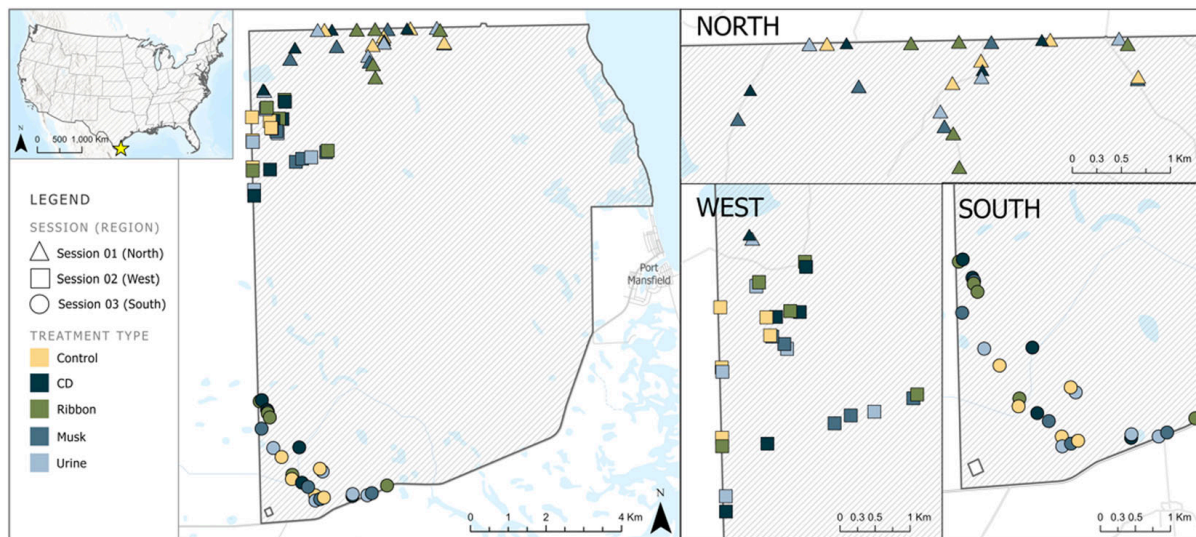 N
0 500 1,000 Km
LEGEND
SESSION (REGION)
Session 01 (North)
Session 02 (West)
Session 03 (South)
TREATMENT TYPE
Control
CD
Ribbon
Musk
Urine
Port
Mansfield
0 1 2 4 Km
N
NORTH
0 0.3 0.5 1 Km
WEST
0 0.3 0.5 1 Km
SOUTH
0 0.3 0.5 1 Km